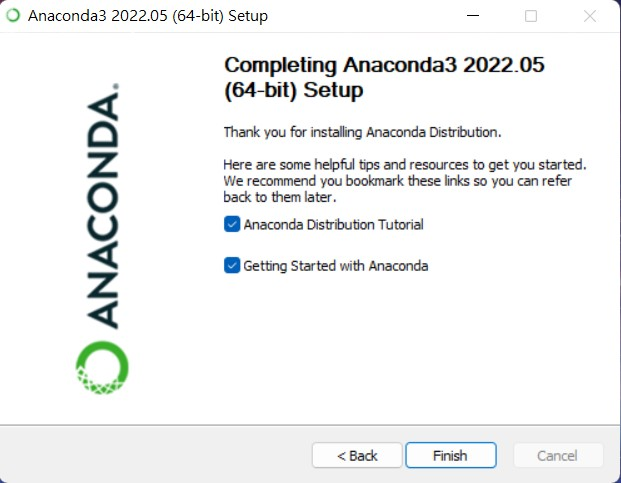 Anaconda3 2022.05 (64-bit) Setup
ANACONDA.
Completing Anaconda3 2022.05
(64-bit) Setup
Thank you for installing Anaconda Distribution.
Here are some helpful tips and resources to get you started.
We recommend you bookmark these links so you can refer
back to them later.
Anaconda Distribution Tutorial
Getting Started with Anaconda
< Back
Finish
Cancel